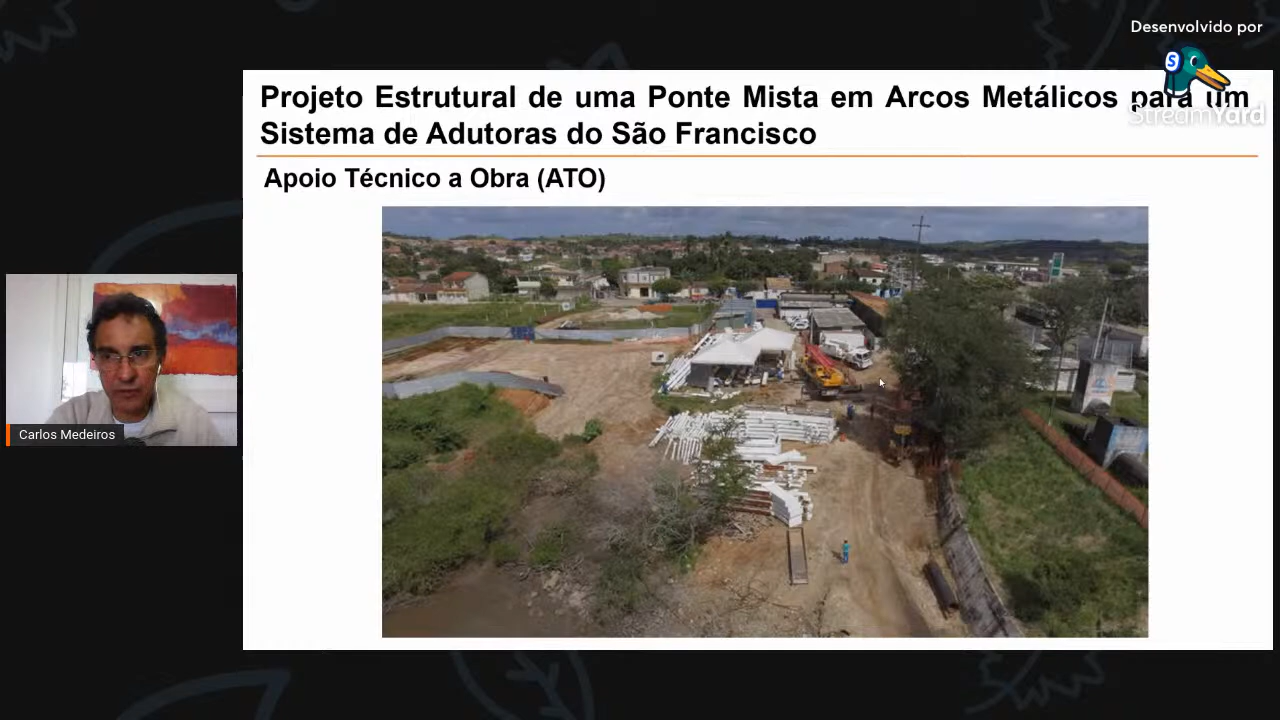 Desenvolvido por
S
StreamYard
Projeto Estrutural de uma Ponte Mista em Arcos Metálicos para um
Sistema de Adutoras do São Francisco
Apoio Técnico a Obra (ATO)
Carlos Medeiros